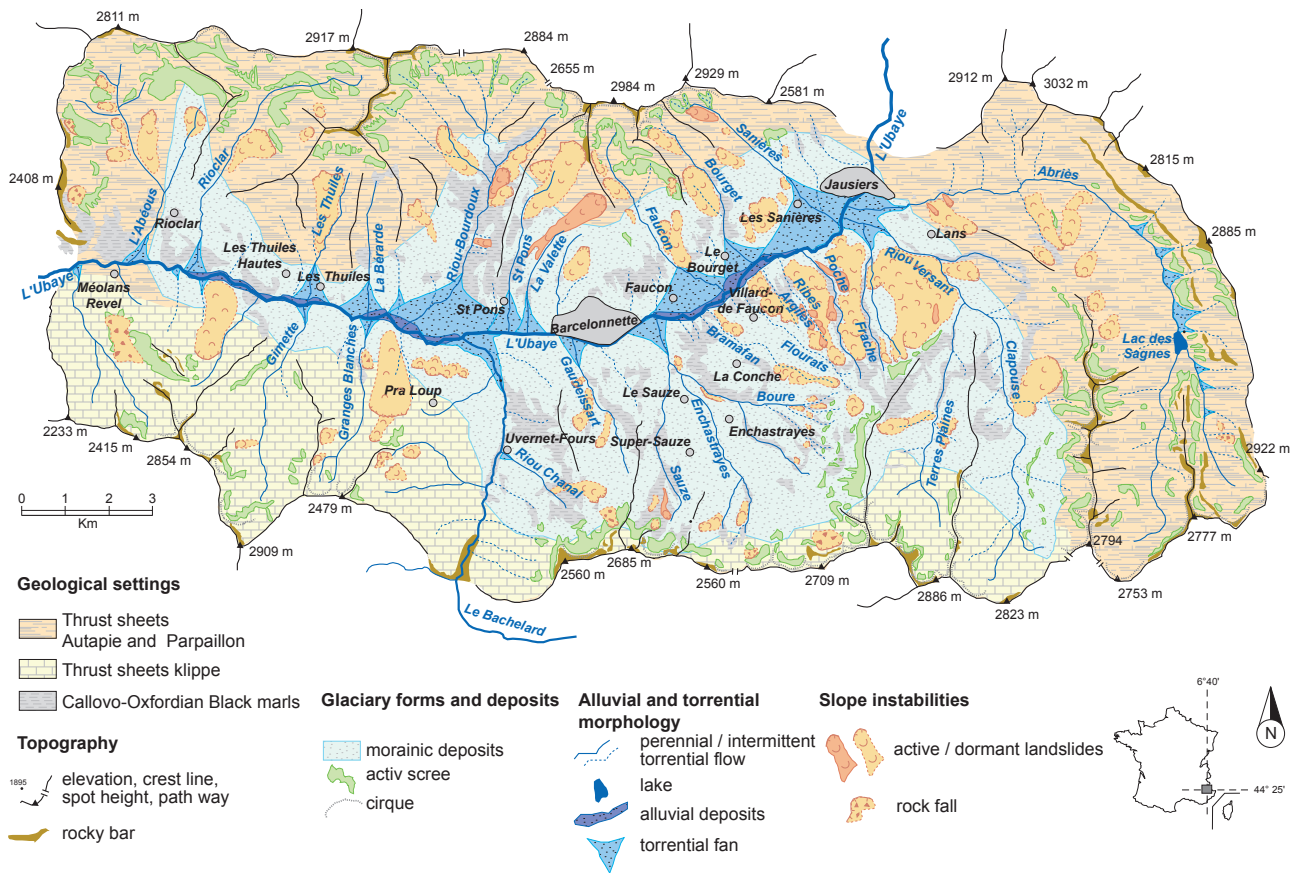 2811 m
2917 m
2884 m
2655 m
2984 m
2929 m
2581 m
2912 m
3032 m
2815 m
2885 m
2408 m
L'Ubaye
Sanières
Bourget
Jausiers
Abriès
L'Abéous
Rioclar
Rioclar
Les Thuiles
La Berarde
Riou-Bourdoux
St Pons
La Valette
Faucon
Les Sanières
Lans
Les Thuiles
Hautes
Les Thuiles
Le
Bourget
Riou Versant
Poche
Ribes
Argiles
L'Ubaye
Méolans
Revel
St Pons
Faucon
Villard-
de Faucon
Barcelonnette
Frache
Lac des
Sagnes
Gimette
Granges Blanches
L'Ubaye
Bramafan
Flourats
Clapouse
Gaudeissart
La Conche
Pra Loup
Le Sauze
Boure
Enchastrayes
Enchastrayes
Terres Plaines
Uvernet-Fours
Super-Sauze
Riou Chanal
Sauze
2233 m
2415 m
2854 m
2479 m
2909 m
2922 m
2777 m
2794 m
2753 m
2560 m
2685 m
2560 m
2709 m
2886 m
2823 m
Le Bachelard
0 1 2 3
Km
Geological settings
Thrust sheets
Autapie and Parpaillon
Thrust sheets klippe
Callovo-Oxfordian Black marls
Topography
1895
elevation, crest line,
spot height, path way
rocky bar
Glaciary forms and deposits
morainic deposits
activ scree
cirque
Alluvial and torrential
morphology
perennial / intermittent
torrential flow
lake
alluvial deposits
torrential fan
Slope instabilities
active / dormant landslides
rock fall
6°40'
44° 25'
N